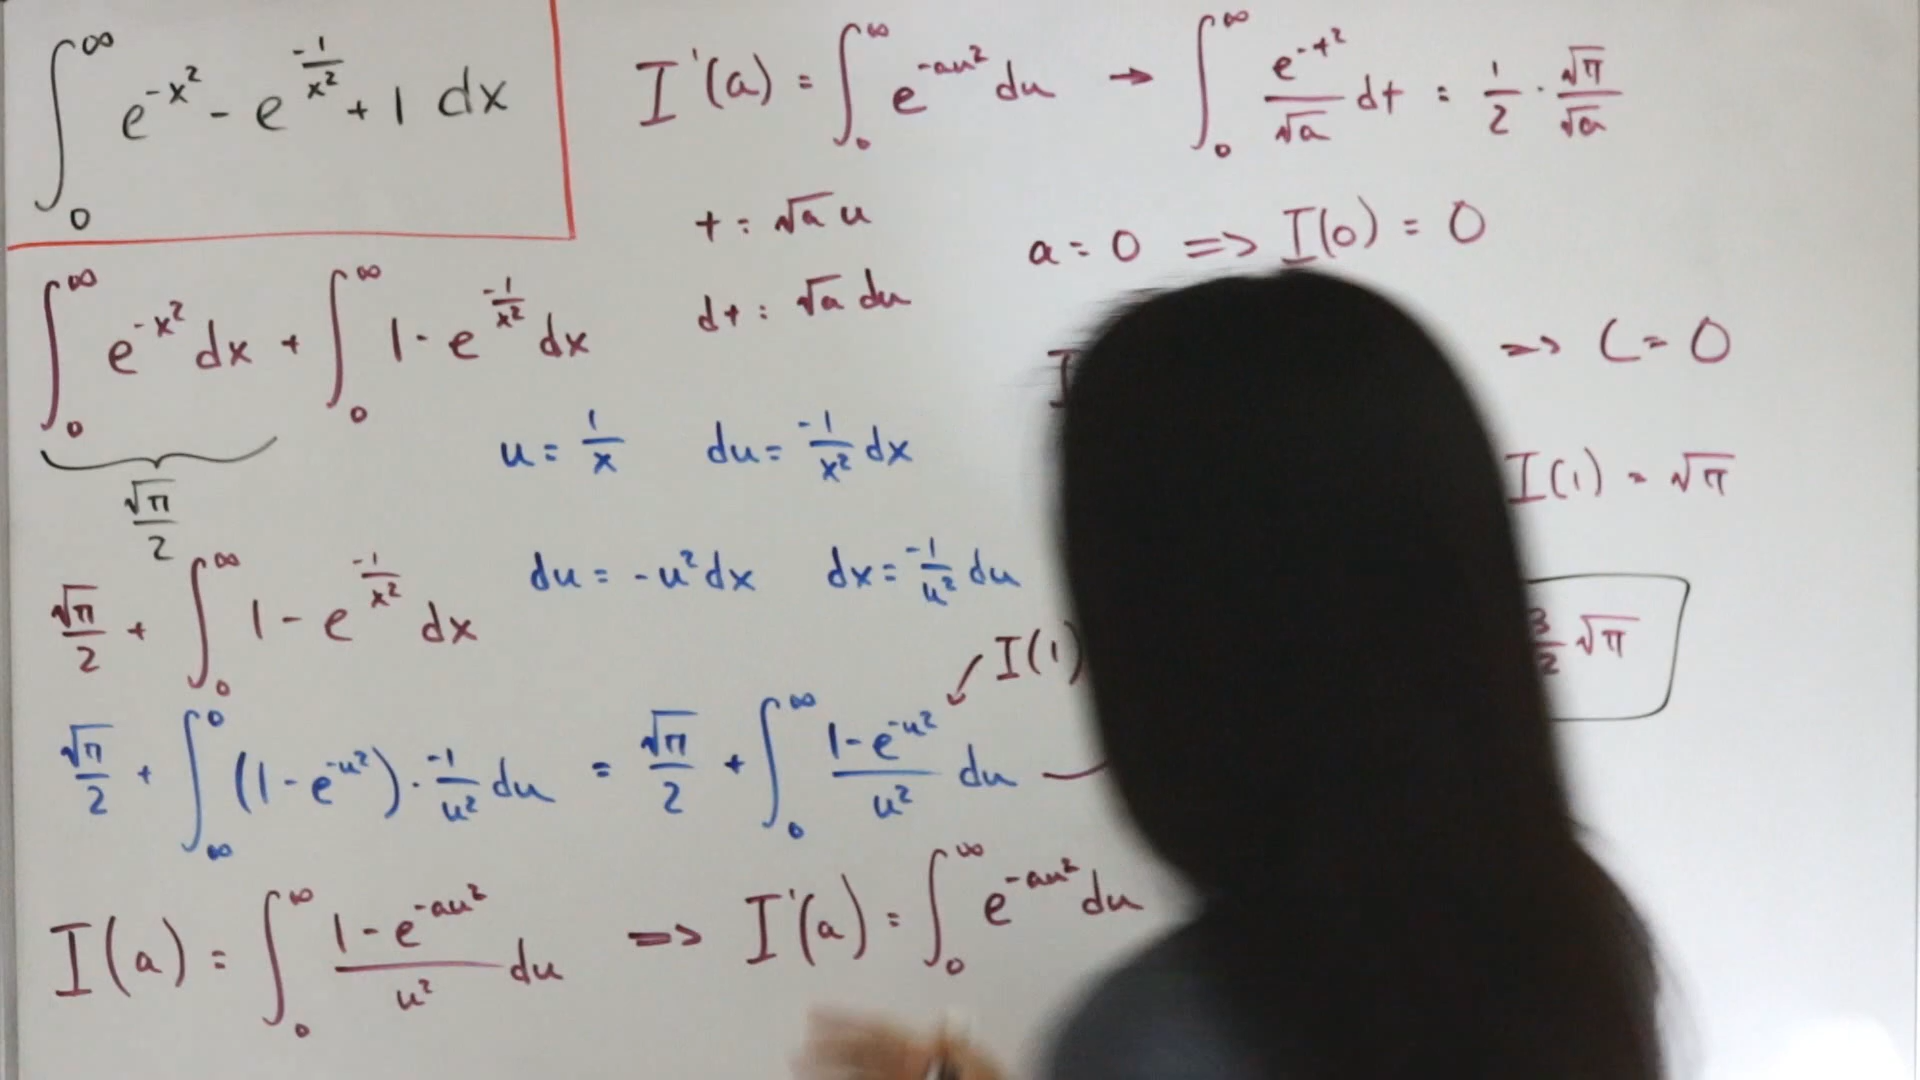 ∫₀^∞ e^{-x²} - e^{-1/x²} + 1 dx
∫₀^∞ e^{-x²} dx + ∫₀^∞ 1 - e^{-1/x²} dx
√π/2
u = 1/x   du = -1/x² dx
√π/2 + ∫₀^∞ 1 - e^{-1/x²} dx
du = -u² dx   dx = -1/u² du
√π/2 + ∫_∞^0 (1 - e^{-u²}) · -1/u² du = √π/2 + ∫₀^∞ (1 - e^{-u²})/u² du
I(1)
I(a) = ∫₀^∞ (1 - e^{-au²})/u² du => I'(a) = ∫₀^∞ e^{-au²} du
I'(a) = ∫₀^∞ e^{-au²} du → ∫₀^∞ e^{-t²}/√a dt = 1/2 · √π/√a
t = √a u
dt = √a du
a = 0 => I(0) = 0
I => C = 0
I(1) = √π
3/2 √π